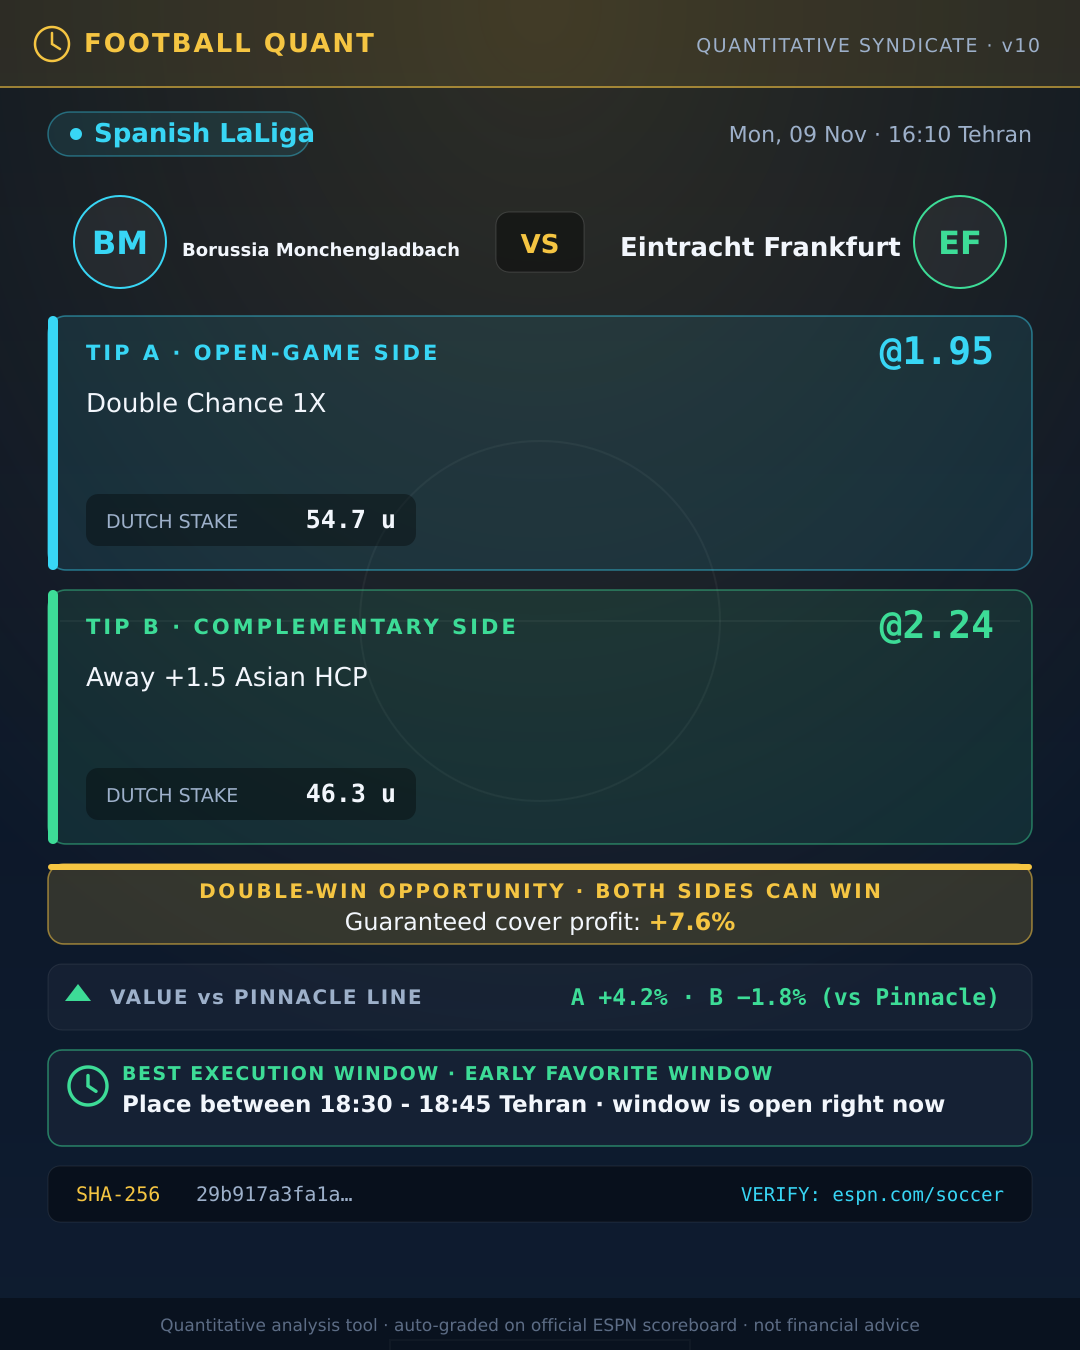 FOOTBALL QUANT
QUANTITATIVE SYNDICATE · v10
Spanish LaLiga
Mon, 09 Nov · 16:10 Tehran
BM
Borussia Monchengladbach
VS
Eintracht Frankfurt
EF
TIP A · OPEN-GAME SIDE
@1.95
Double Chance 1X
DUTCH STAKE 54.7 u
TIP B · COMPLEMENTARY SIDE
@2.24
Away +1.5 Asian HCP
DUTCH STAKE 46.3 u
DOUBLE-WIN OPPORTUNITY · BOTH SIDES CAN WIN
Guaranteed cover profit: +7.6%
VALUE vs PINNACLE LINE
A +4.2% · B −1.8% (vs Pinnacle)
BEST EXECUTION WINDOW · EARLY FAVORITE WINDOW
Place between 18:30 - 18:45 Tehran · window is open right now
SHA-256 29b917a3fa1a…
VERIFY: espn.com/soccer
Quantitative analysis tool · auto-graded on official ESPN scoreboard · not financial advice